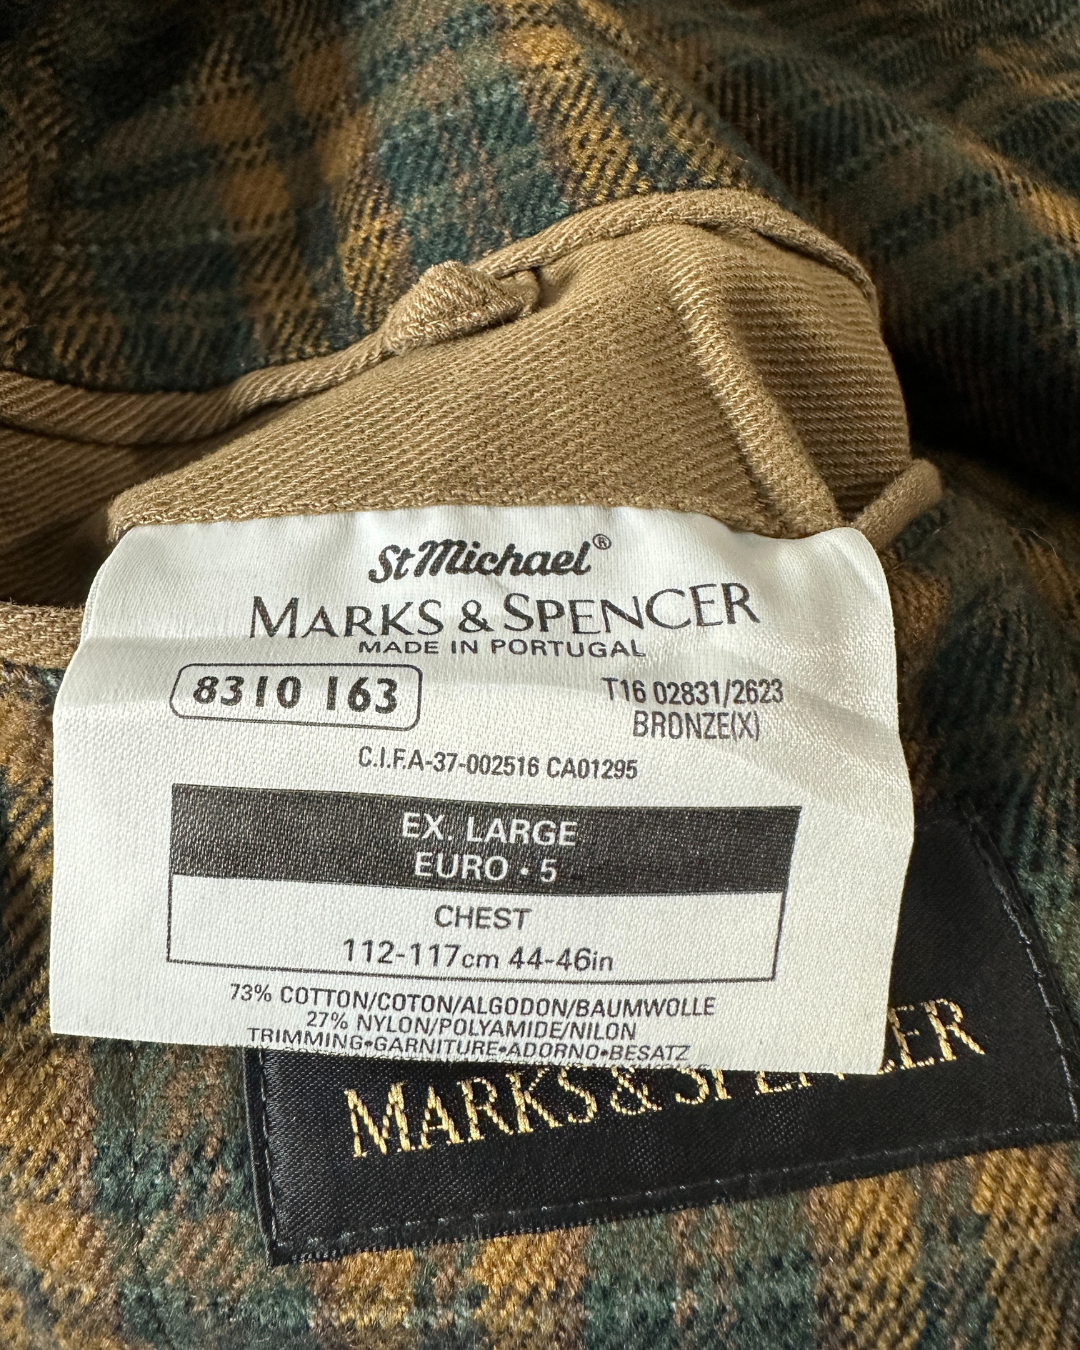 St Michael®
MARKS & SPENCER
MADE IN PORTUGAL
8310 163
T16 02831/2623
BRONZE(X)
C.I.F.A-37-002516 CA01295
EX. LARGE
EURO • 5
CHEST
112-117cm 44-46in
73% COTTON/COTON/ALGODON/BAUMWOLLE
27% NYLON/POLYAMIDE/NILON
TRIMMING•GARNITURE•ADORNO•BESATZ
MARKS & SPENCER